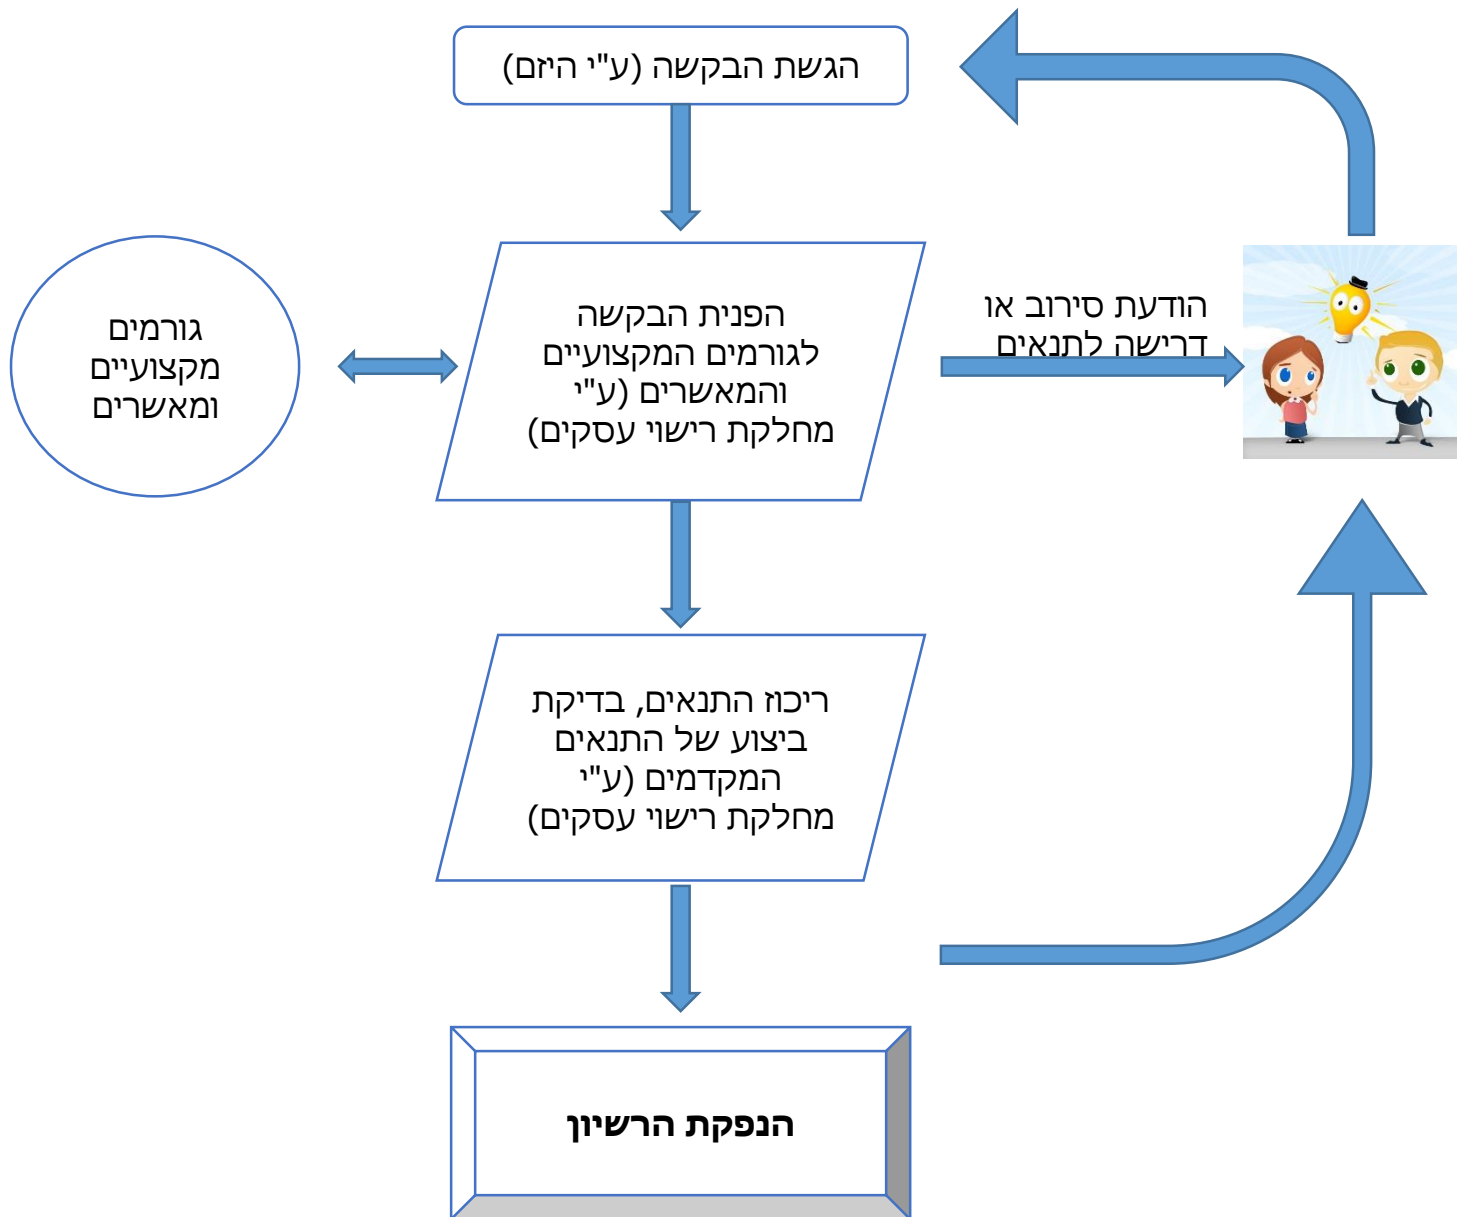 הגשת הבקשה (ע"י היזם)
הפנית הבקשה
לגורמים המקצועיים
והמאשרים (ע"י
מחלקת רישוי עסקים)
הודעת סירוב או
דרישה לתנאים
גורמים
מקצועיים
ומאשרים
ריכוז התנאים, בדיקת
ביצוע של התנאים
המקדמים (ע"י
מחלקת רישוי עסקים)
הנפקת הרשיון